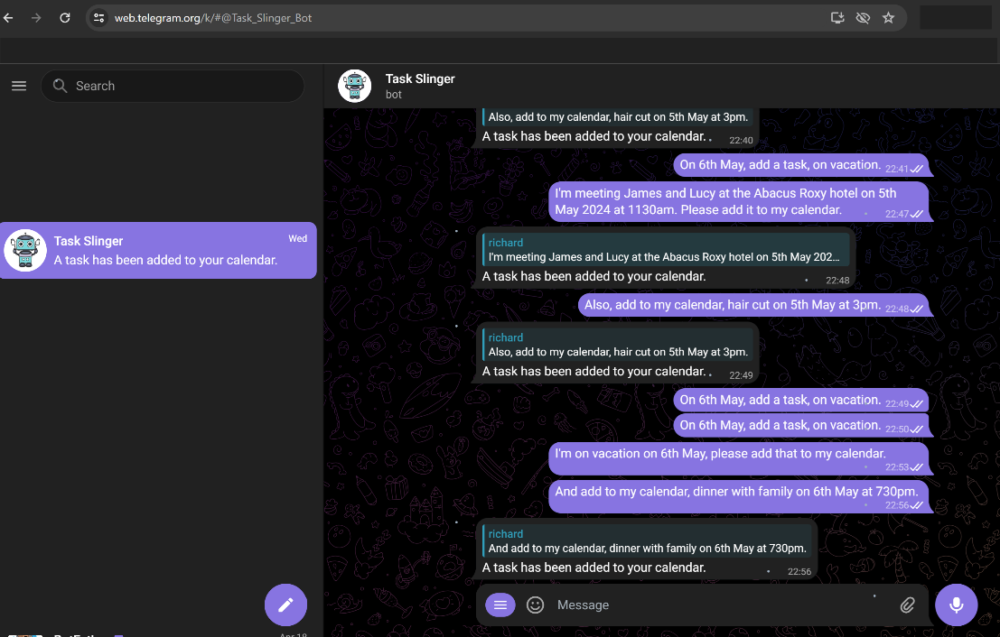 web.telegram.org/k/#@Task_Slinger_Bot
Search
Task Slinger
Wed
A task has been added to your calendar.
Apr 18
Task Slinger
bot
Also, add to my calendar, hair cut on 5th May at 3pm.
A task has been added to your calendar.
22:40
On 6th May, add a task, on vacation.
22:41
I'm meeting James and Lucy at the Abacus Roxy hotel on 5th
May 2024 at 1130am. Please add it to my calendar.
22:47
richard
I'm meeting James and Lucy at the Abacus Roxy hotel on 5th May 202...
A task has been added to your calendar.
22:48
Also, add to my calendar, hair cut on 5th May at 3pm.
22:48
richard
Also, add to my calendar, hair cut on 5th May at 3pm.
A task has been added to your calendar.
22:49
On 6th May, add a task, on vacation.
22:49
On 6th May, add a task, on vacation.
22:50
I'm on vacation on 6th May, please add that to my calendar.
22:53
And add to my calendar, dinner with family on 6th May at 730pm.
22:56
richard
And add to my calendar, dinner with family on 6th May at 730pm.
A task has been added to your calendar.
22:56
Message